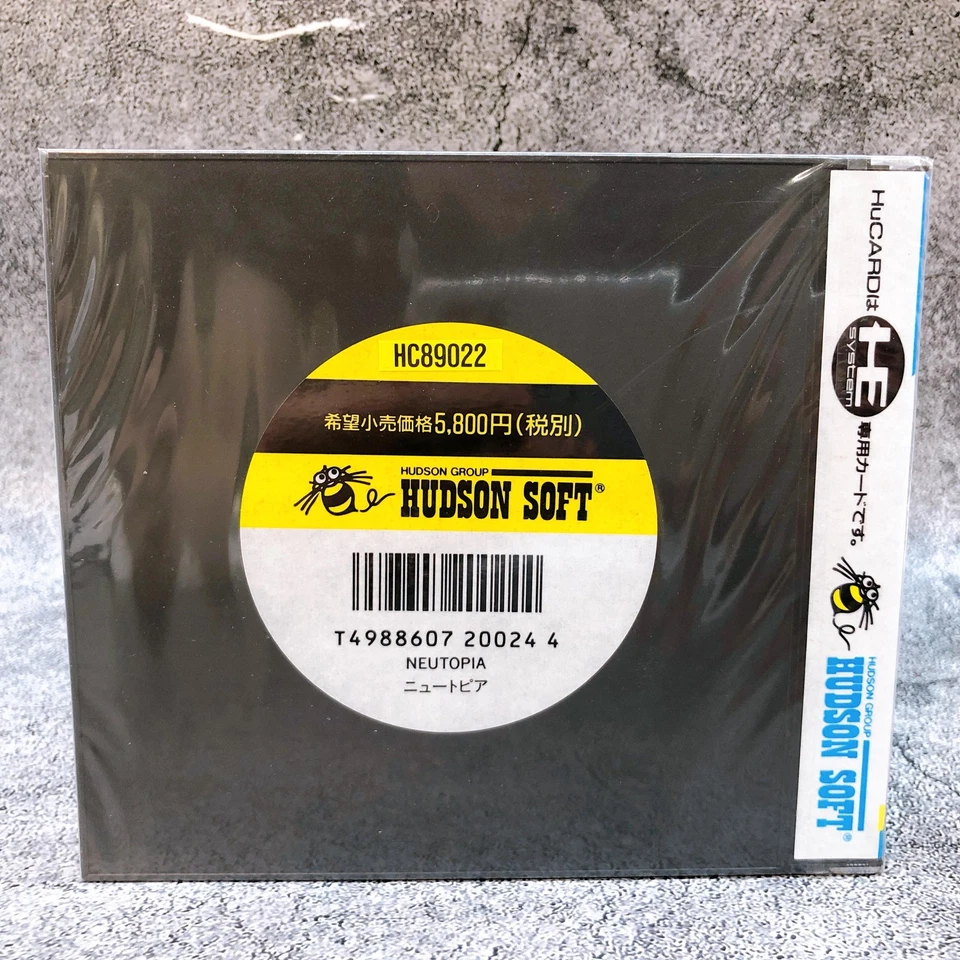 HC89022
希望小売価格5,800円(税別)
HUDSON GROUP
HUDSON SOFT®
T4988607 20024 4
NEUTOPIA
ニュートピア
HuCARDは HE system 専用カードです。
HUDSON GROUP
HUDSON SOFT®